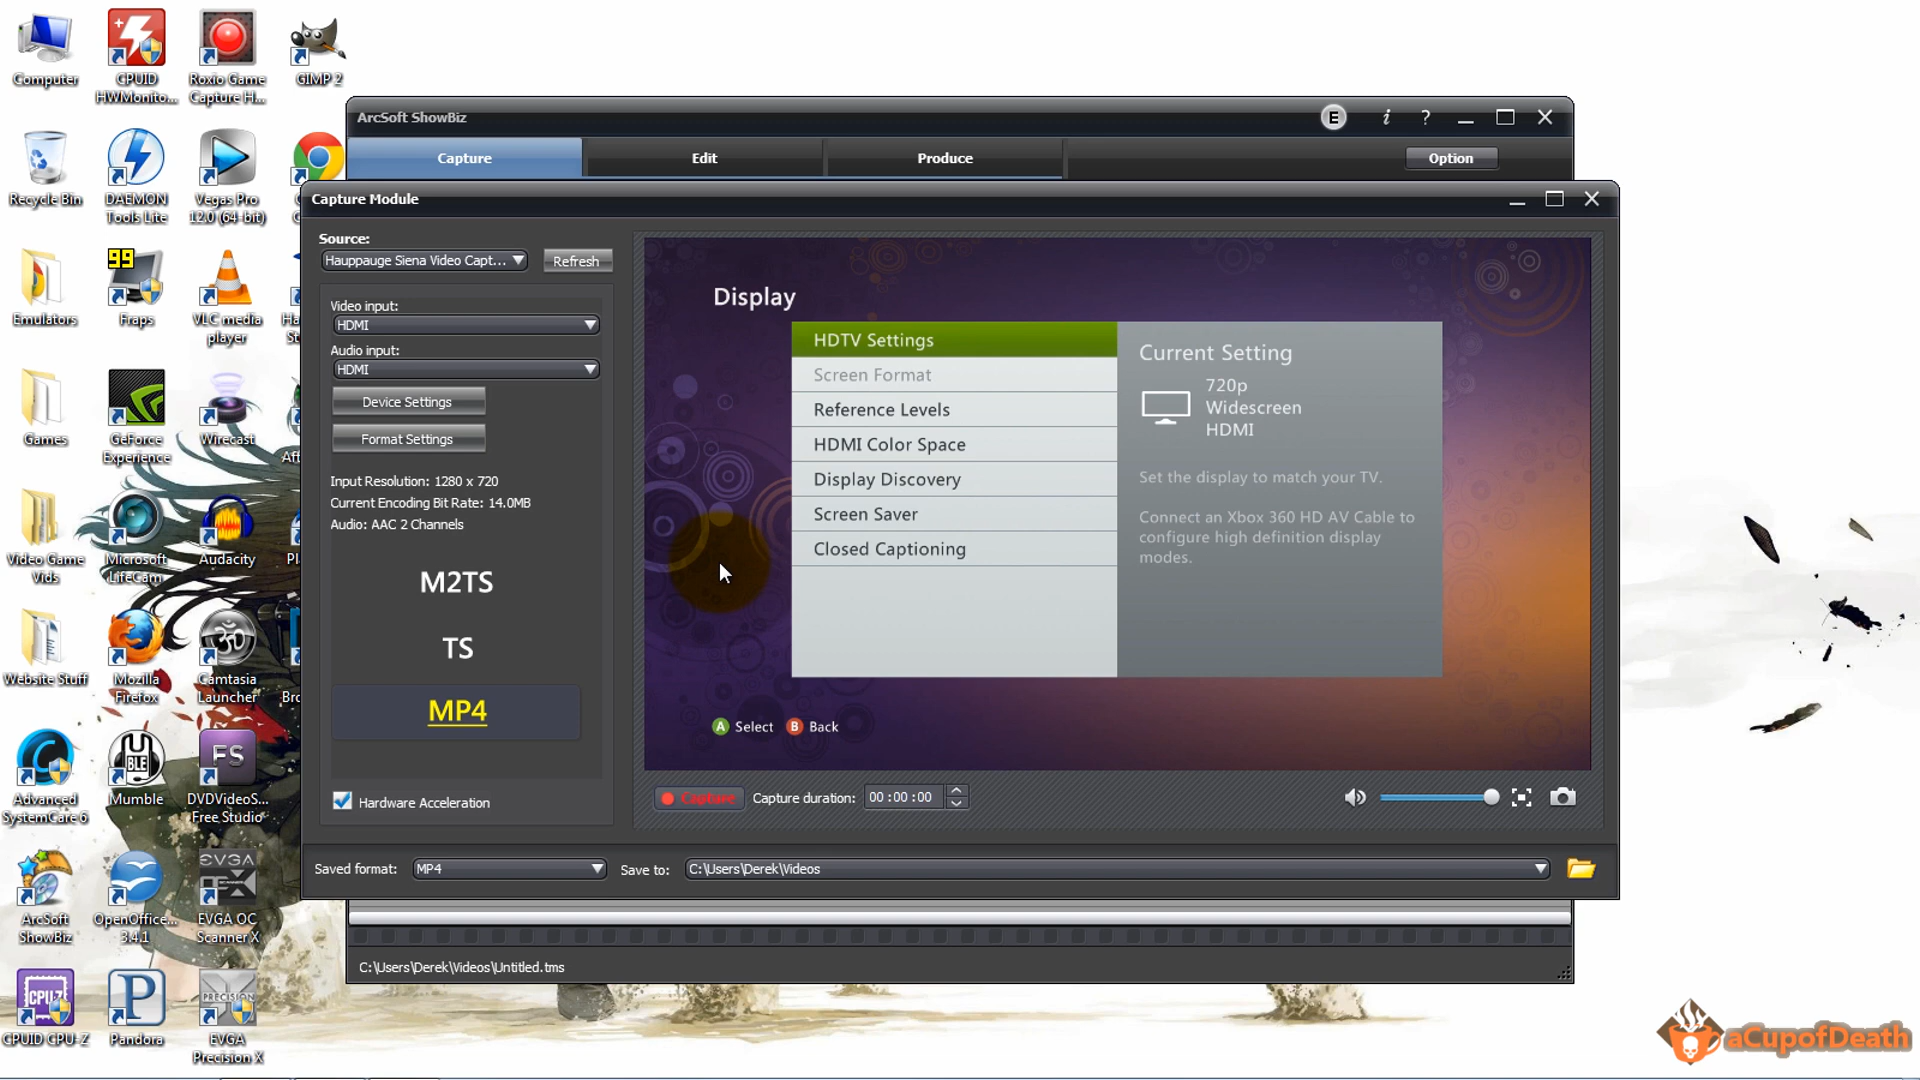 Computer
CPUID
HWMonito...
Roxio Game
Capture H...
GIMP 2
Recycle Bin
DAEMON
Tools Lite
Vegas Pro
12.0 (64-bit)
99
Emulators
Fraps
VLC media
player
Games
GeForce
Experience
Wirecast
Video Game
Vids
Microsoft
LifeCam
Audacity
Website Stuff
Mozilla
Firefox
Camtasia
Launcher
Advanced
SystemCare 6
Mumble
FS
DVDVideoS...
Free Studio
ArcSoft
ShowBiz
OpenOffice...
3.4.1
EVGA
EVGA OC
Scanner X
CPU-Z
CPUID CPU-Z
P
Pandora
PRECISION
EVGA
Precision X
ArcSoft ShowBiz
E
i
?
Capture
Edit
Produce
Option
Capture Module
Source:
Hauppauge Siena Video Capt...
Refresh
Video input:
HDMI
Audio input:
HDMI
Device Settings
Format Settings
Input Resolution: 1280 x 720
Current Encoding Bit Rate: 14.0MB
Audio: AAC 2 Channels
M2TS
TS
MP4
Hardware Acceleration
Display
HDTV Settings
Screen Format
Reference Levels
HDMI Color Space
Display Discovery
Screen Saver
Closed Captioning
Current Setting
720p
Widescreen
HDMI
Set the display to match your TV.
Connect an Xbox 360 HD AV Cable to
configure high definition display
modes.
A Select B Back
Capture
Capture duration: 00:00:00
Saved format: MP4
Save to: C:\Users\Derek\Videos
C:\Users\Derek\Videos\Untitled.tms
aCupofDeath